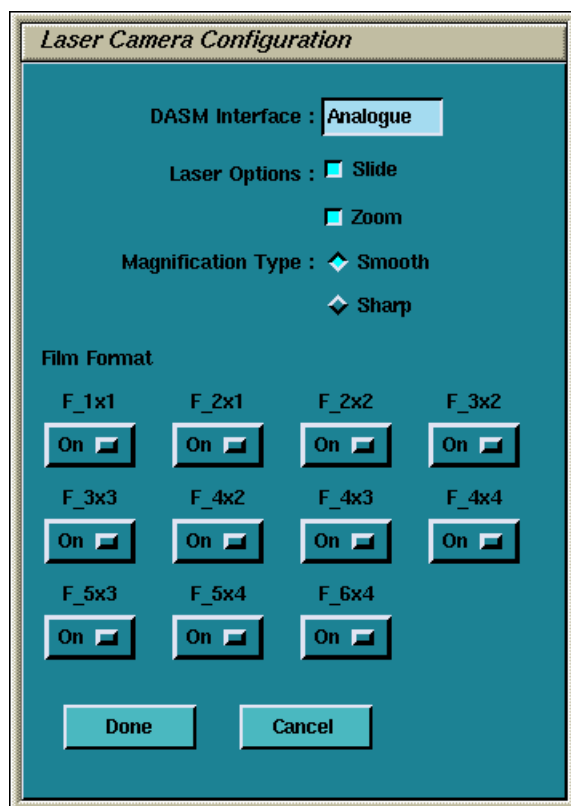 Laser Camera Configuration
DASM Interface : Analogue
Laser Options : Slide
Zoom
Magnification Type : Smooth
Sharp
Film Format
F_1x1 F_2x1 F_2x2 F_3x2
On On On On
F_3x3 F_4x2 F_4x3 F_4x4
On On On On
F_5x3 F_5x4 F_6x4
On On On
Done Cancel